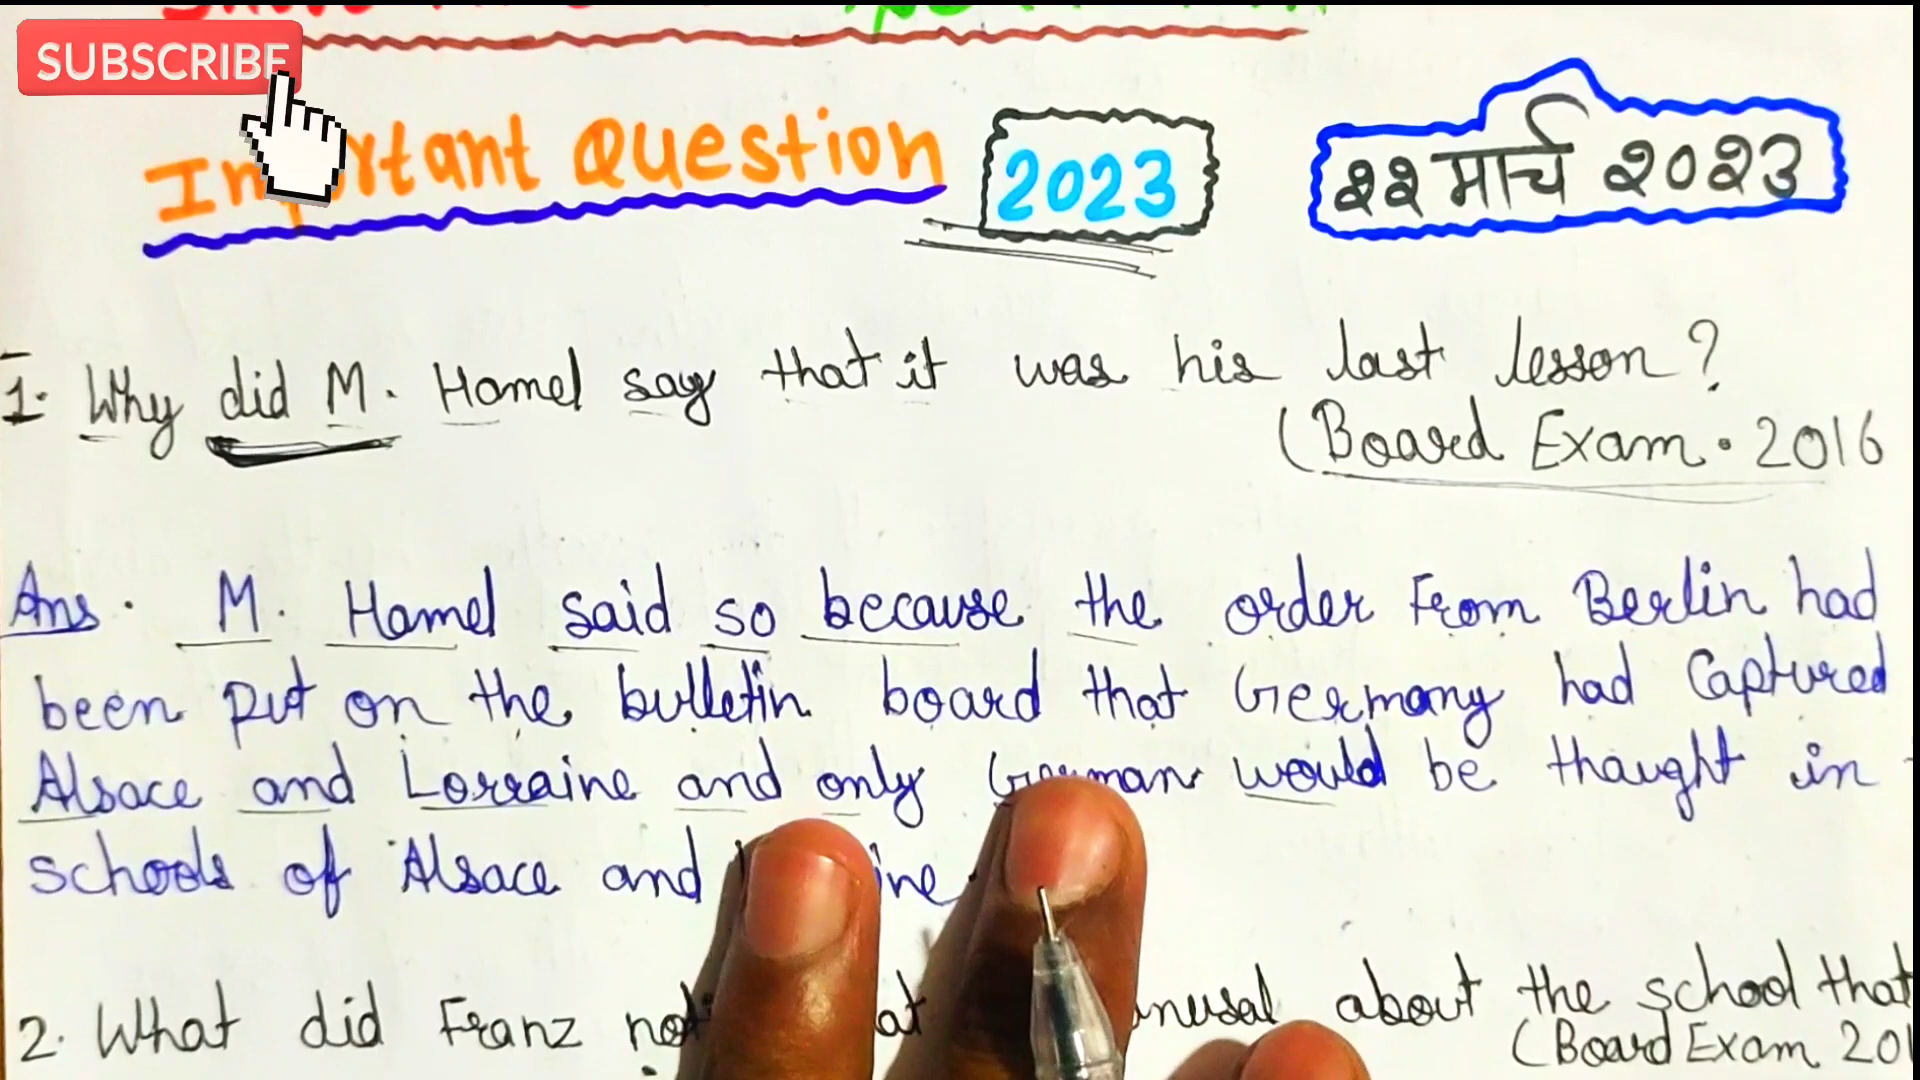 SUBSCRIBE
Important Question 2023 २२ मार्च २०२३
1. Why did M. Hamel say that it was his last lesson?
(Board Exam. 2016
Ans. M. Hamel said so because the order From Berlin had
been put on the bulletin board that Germany had Captured
Alsace and Lorraine and only German would be thaught in
schools of Alsace and
2. What did Franz about the school that
(Board Exam 201